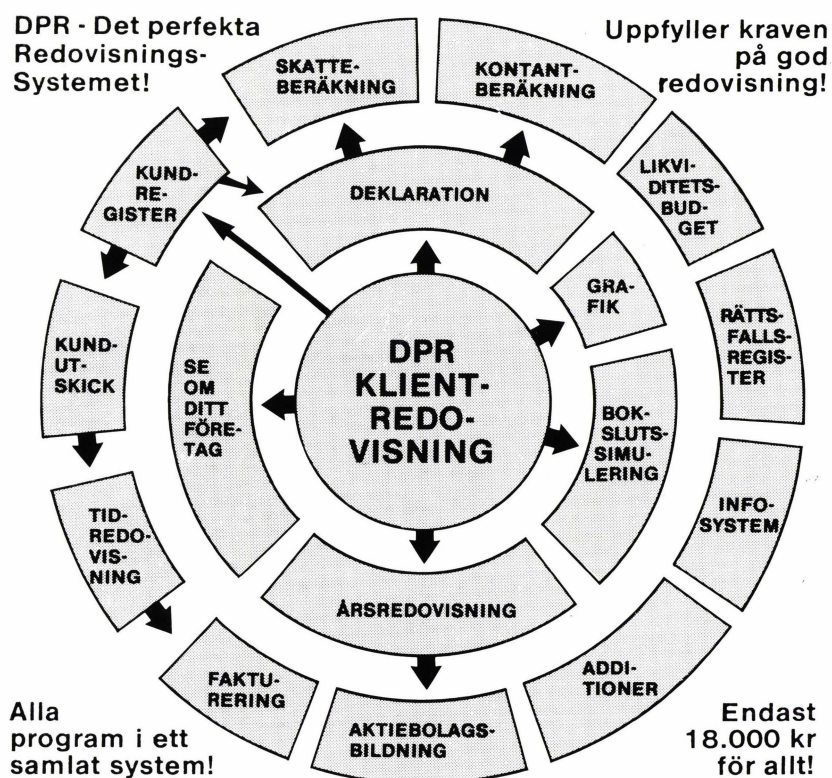 DPR - Det perfekta
Redovisnings-
Systemet!
Uppfyller kraven
på god
redovisning!
SKATTE-
BERÄKNING
KONTANT-
BERÄKNING
KUND-
RE-
GISTER
DEKLARATION
LIKVI-
DITETS-
BUD-
GET
GRA-
FIK
RÄTTS-
FALLS-
REGIS-
TER
KUND-
UT-
SKICK
SE
OM
DITT
FÖRE-
TAG
DPR
KLIENT-
REDO-
VISNING
BOK-
SLUTS-
SIMU-
LERING
INFO-
SYSTEM
TID-
REDO-
VIS-
NING
ÅRSREDOVISNING
FAKTU-
RERING
AKTIEBOLAGS-
BILDNING
ADDI-
TIONER
Alla
program i ett
samlat system!
Endast
18.000 kr
för allt!